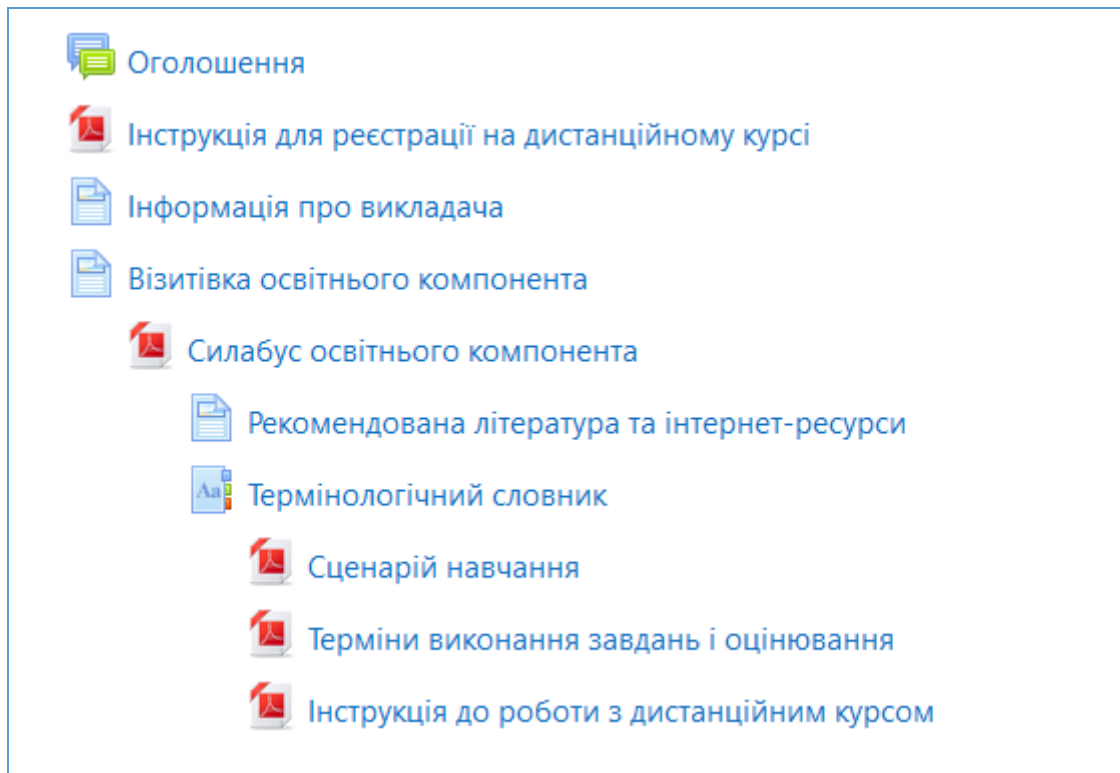 Оголошення
Інструкція для реєстрації на дистанційному курсі
Інформація про викладача
Візитівка освітнього компонента
Силабус освітнього компонента
Рекомендована література та інтернет-ресурси
Aa
Термінологічний словник
Сценарій навчання
Терміни виконання завдань і оцінювання
Інструкція до роботи з дистанційним курсом